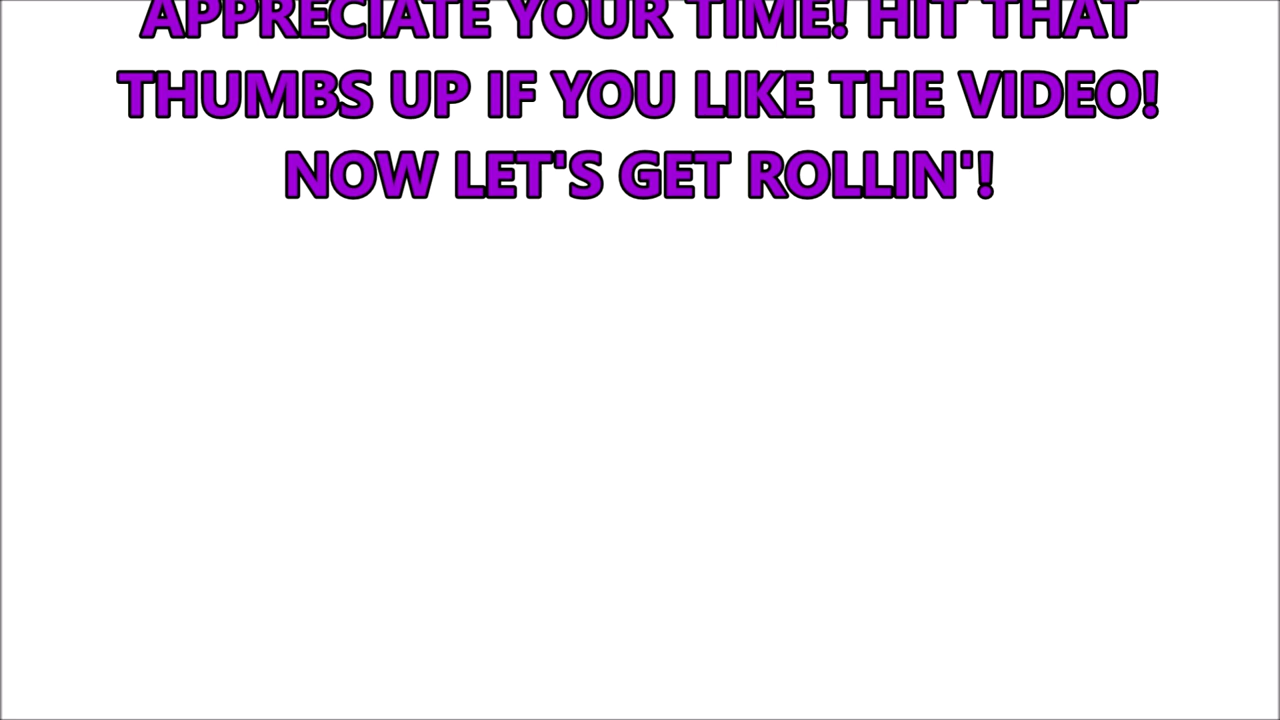 APPRECIATE YOUR TIME! HIT THAT
THUMBS UP IF YOU LIKE THE VIDEO!
NOW LET'S GET ROLLIN'!